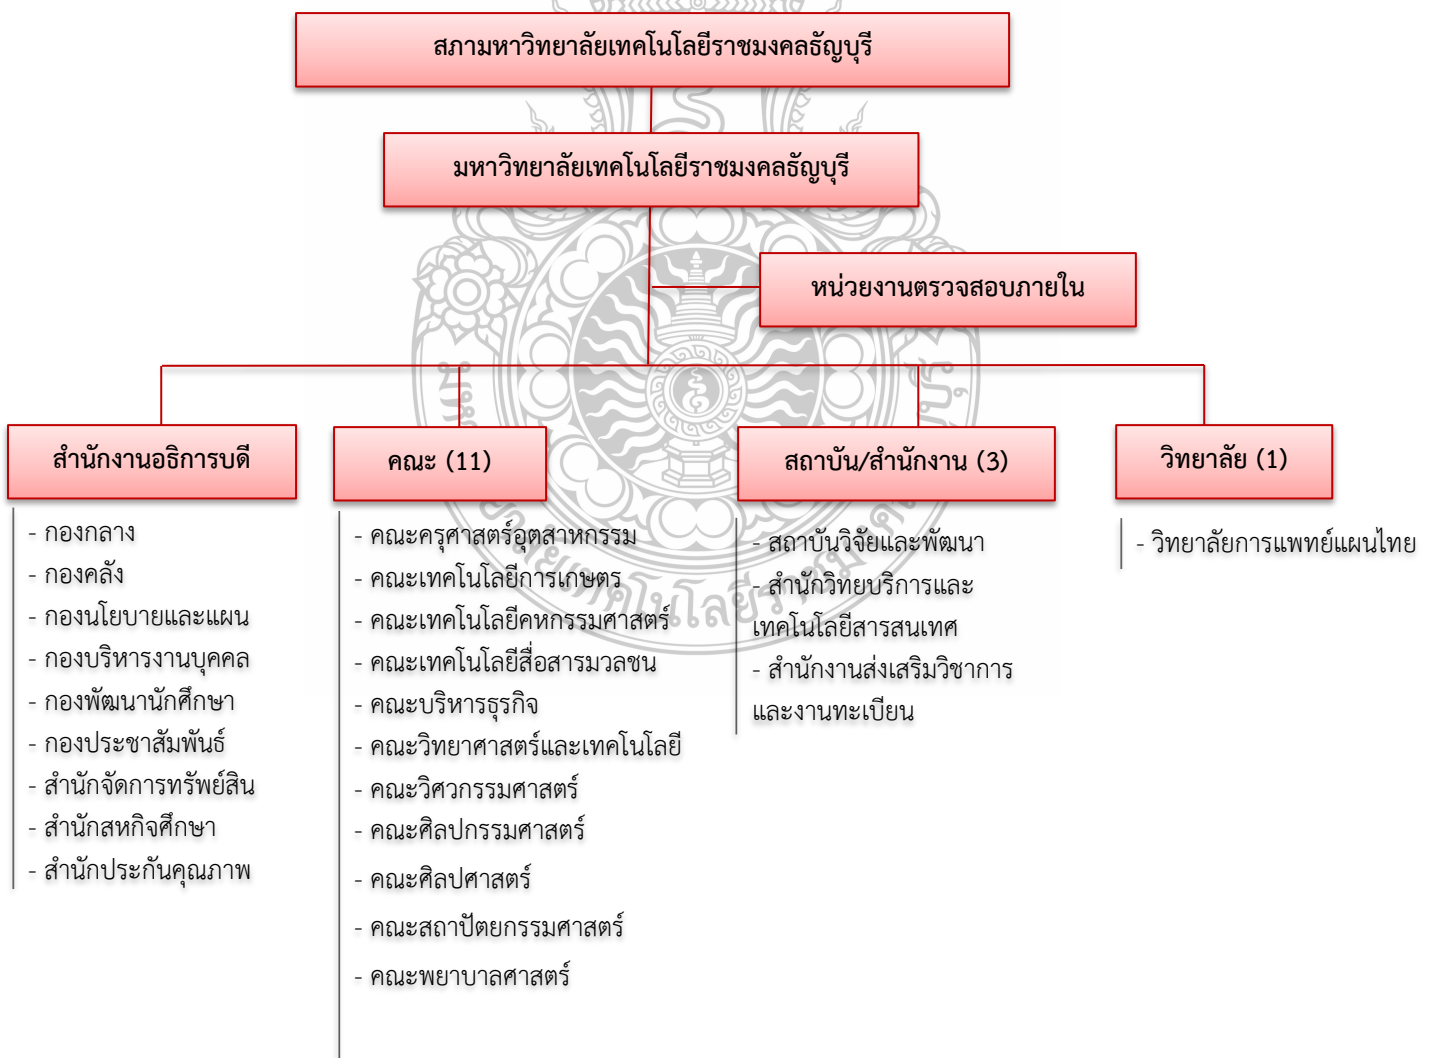 สภามหาวิทยาลัยเทคโนโลยีราชมงคลธัญบุรี
มหาวิทยาลัยเทคโนโลยีราชมงคลธัญบุรี
หน่วยงานตรวจสอบภายใน
สำนักงานอธิการบดี
- กองกลาง
- กองคลัง
- กองนโยบายและแผน
- กองบริหารงานบุคคล
- กองพัฒนานักศึกษา
- กองประชาสัมพันธ์
- สำนักจัดการทรัพย์สิน
- สำนักสหกิจศึกษา
- สำนักประกันคุณภาพ
คณะ (11)
- คณะครุศาสตร์อุตสาหกรรม
- คณะเทคโนโลยีการเกษตร
- คณะเทคโนโลยีคหกรรมศาสตร์
- คณะเทคโนโลยีสื่อสารมวลชน
- คณะบริหารธุรกิจ
- คณะวิทยาศาสตร์และเทคโนโลยี
- คณะวิศวกรรมศาสตร์
- คณะศิลปกรรมศาสตร์
- คณะศิลปศาสตร์
- คณะสถาปัตยกรรมศาสตร์
- คณะพยาบาลศาสตร์
สถาบัน/สำนักงาน (3)
- สถาบันวิจัยและพัฒนา
- สำนักวิทยบริการและ
เทคโนโลยีสารสนเทศ
- สำนักงานส่งเสริมวิชาการ
และงานทะเบียน
วิทยาลัย (1)
- วิทยาลัยการแพทย์แผนไทย